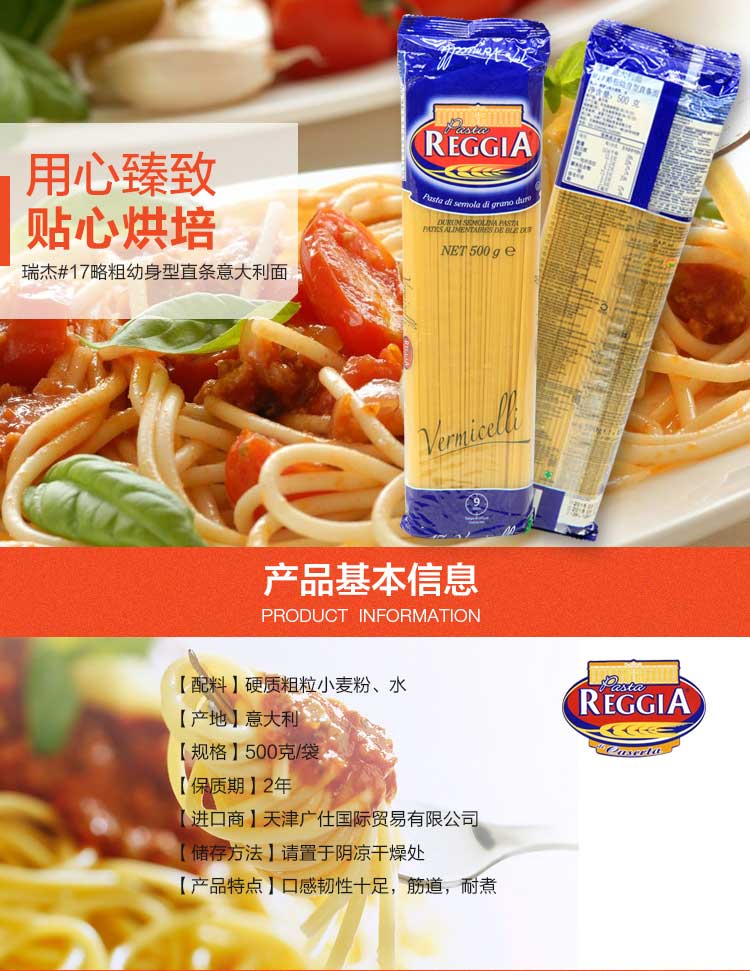 用心臻致
贴心烘培
瑞杰#17略粗幼身型直条意大利面
Pasta
REGGIA
Pasta di semola di grano duro
DURUM SEMOLINA PASTA
PATES ALIMENTAIRES DE BLE DUR
NET 500 g e
Vermicelli
9
净含量: 500 克
产品基本信息
PRODUCT INFORMATION
【配料】硬质粗粒小麦粉、水
【产地】意大利
【规格】500克/袋
【保质期】2年
【进口商】天津广仕国际贸易有限公司
【储存方法】请置于阴凉干燥处
【产品特点】口感韧性十足，筋道，耐煮
Pasta
REGGIA
di Caserta